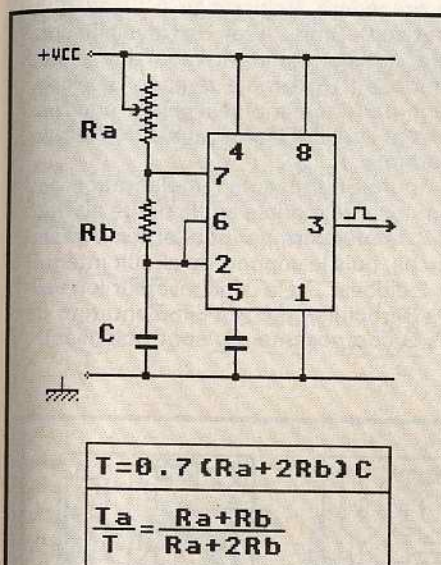 +VCC
Ra
4 8
7
Rb
6
3
2
5 1
C
T=0.7(Ra+2Rb)C
Ta/T=Ra+Rb/Ra+2Rb